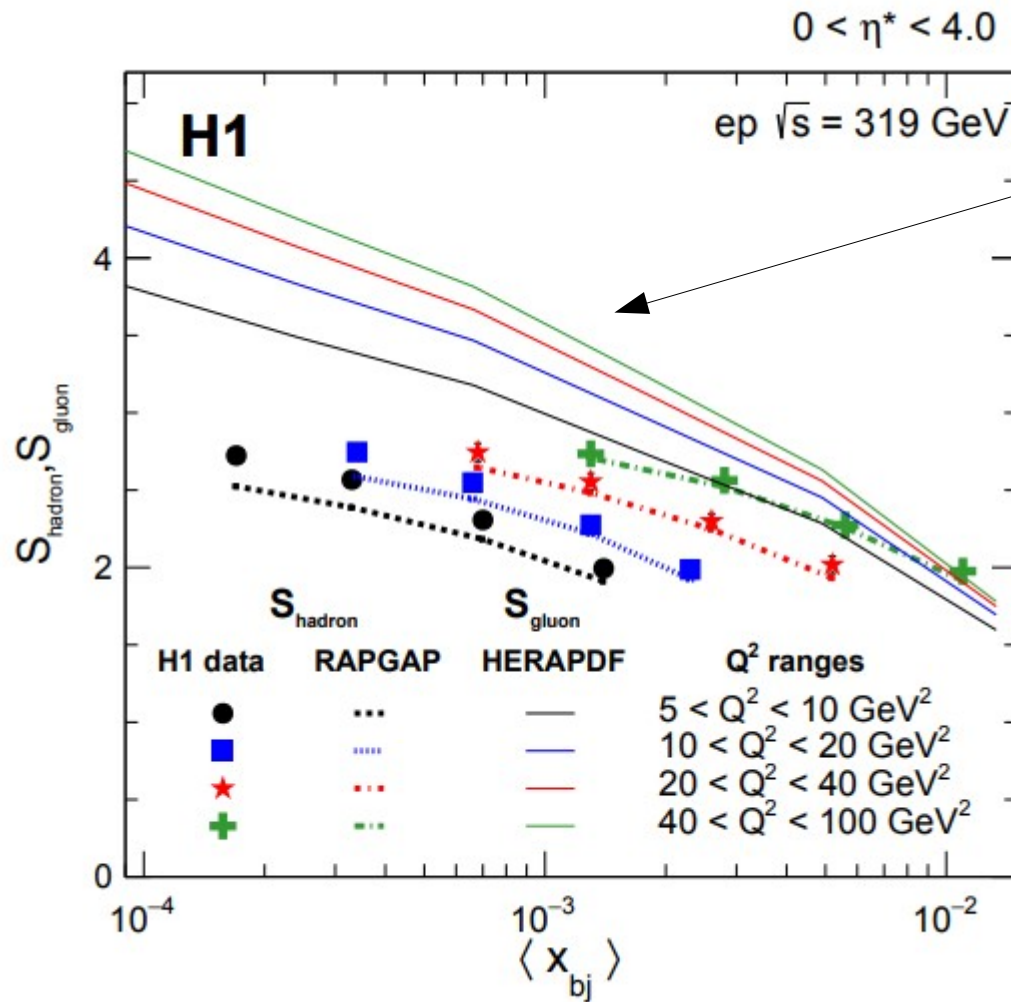 0 < η* < 4.0
H1
ep √s = 319 GeV
4
2
0
S_hadron, S_gluon
S_hadron S_gluon
H1 data RAPGAP HERAPDF Q² ranges
5 < Q² < 10 GeV²
10 < Q² < 20 GeV²
20 < Q² < 40 GeV²
40 < Q² < 100 GeV²
10⁻⁴ 10⁻³ 10⁻²
⟨ x_bj ⟩